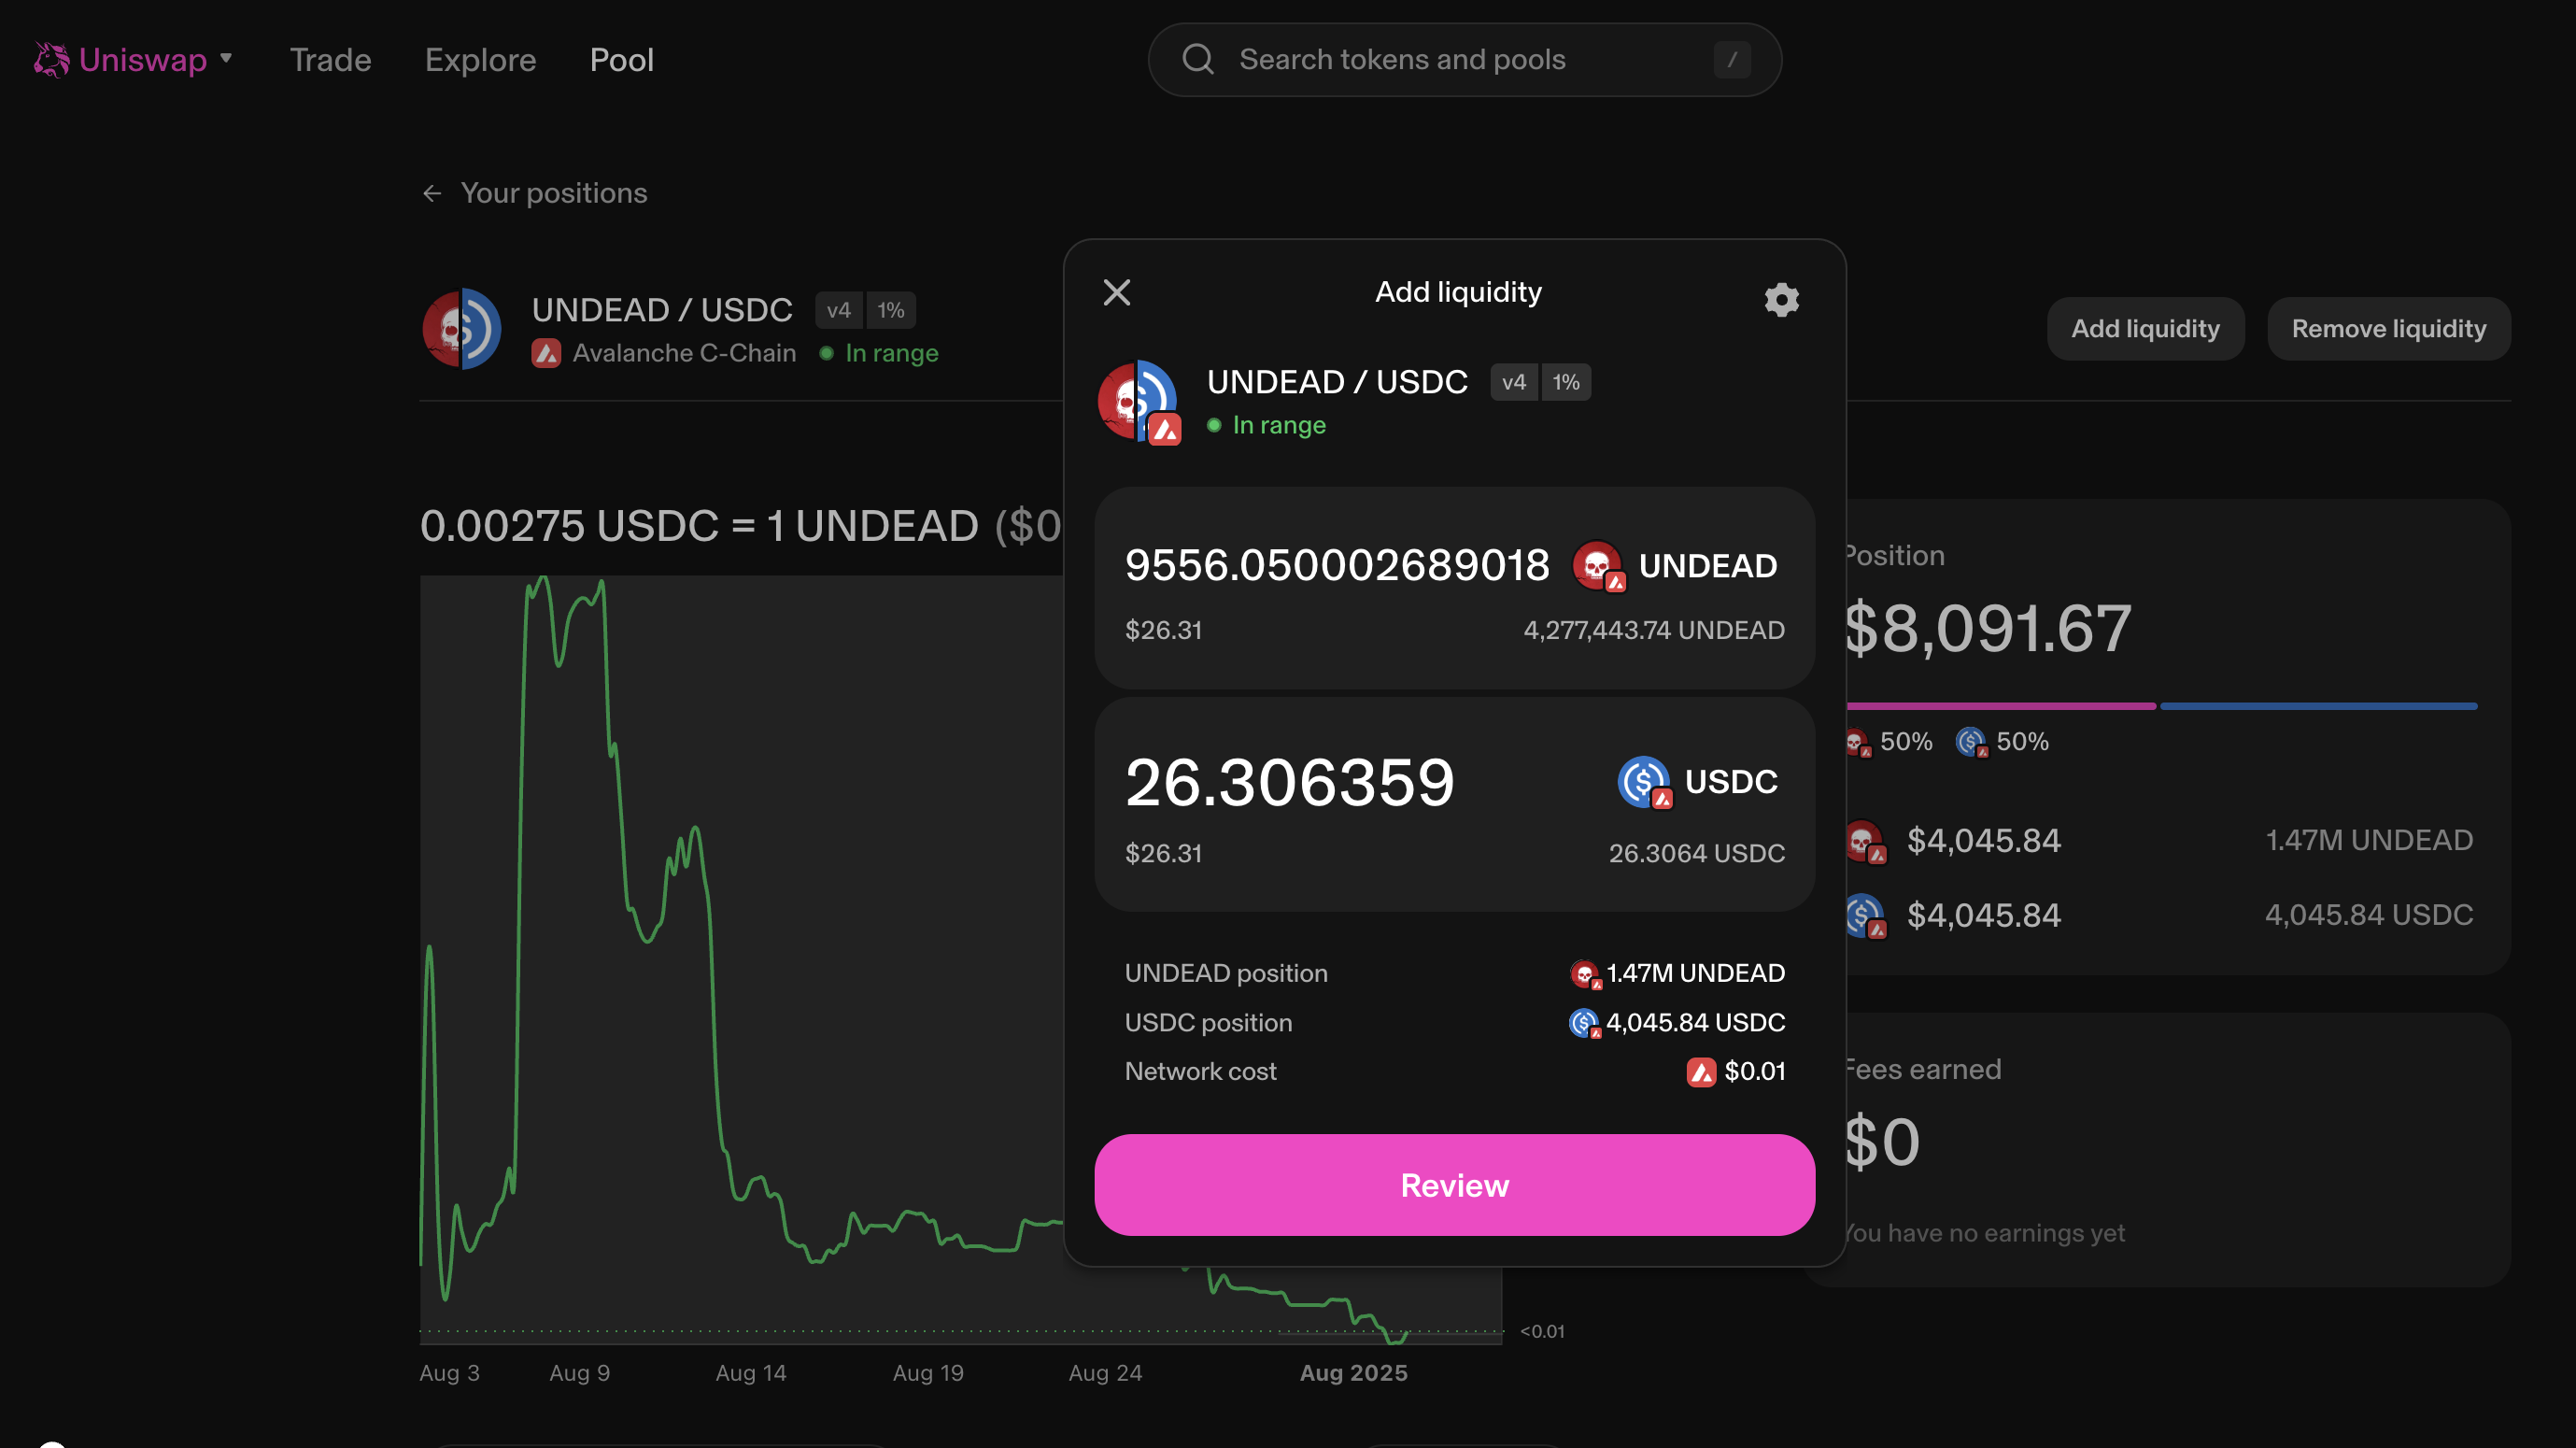 Uniswap Trade Explore Pool Search tokens and pools /
Your positions
UNDEAD / USDC v4 1%
Avalanche C-Chain In range
Add liquidity Remove liquidity
0.00275 USDC = 1 UNDEAD ($0
Aug 3 Aug 9 Aug 14 Aug 19 Aug 24 Aug 2025
<0.01
Add liquidity
UNDEAD / USDC v4 1%
In range
9556.050002689018 UNDEAD
$26.31 4,277,443.74 UNDEAD
26.306359 USDC
$26.31 26.3064 USDC
UNDEAD position 1.47M UNDEAD
USDC position 4,045.84 USDC
Network cost $0.01
Review
Position
$8,091.67
50% 50%
$4,045.84 1.47M UNDEAD
$4,045.84 4,045.84 USDC
Fees earned
$0
You have no earnings yet